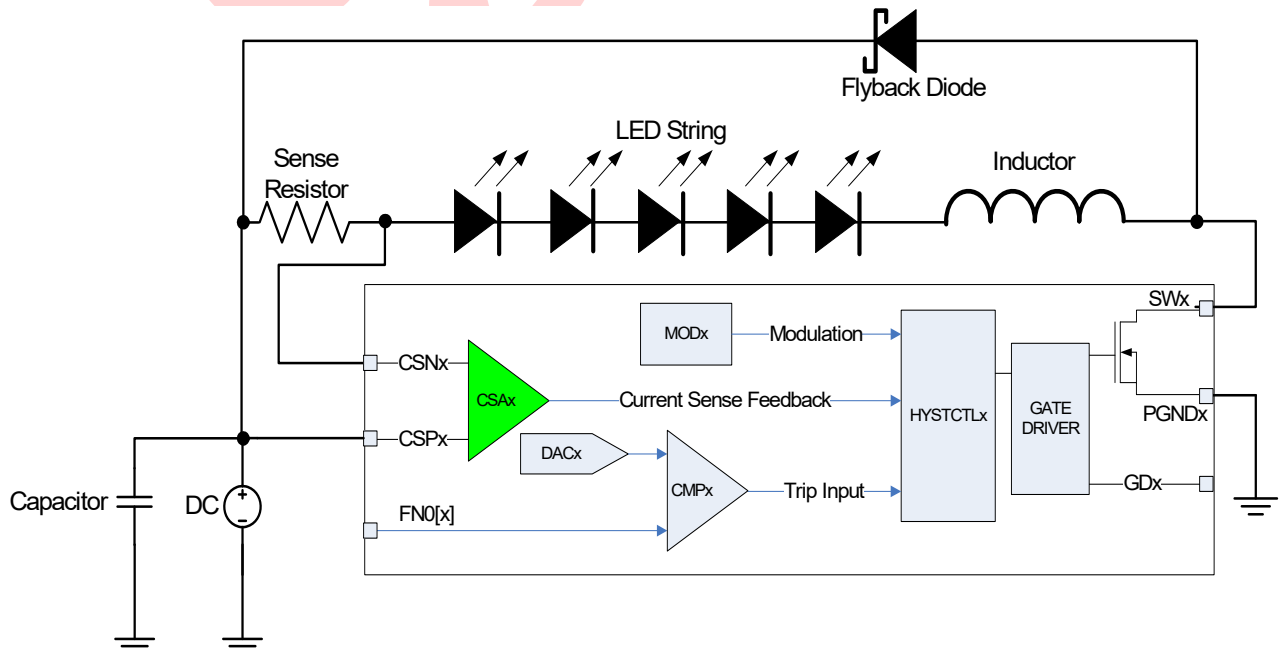 Flyback Diode
LED String
Sense
Resistor
Inductor
SWx
MODx
Modulation
CSNx
CSAx
Current Sense Feedback
HYSTCTLx
GATE
DRIVER
PGNDx
CSPx
DACx
CMPx
Trip Input
GDx
Capacitor
DC
FN0[x]